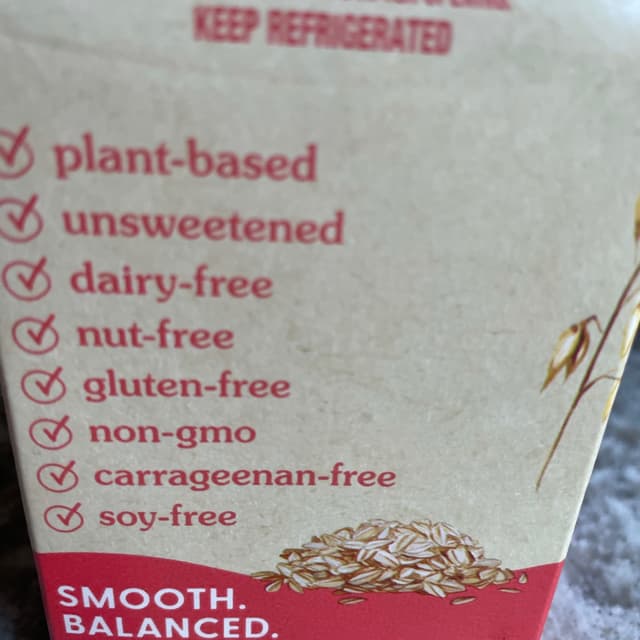 KEEP REFRIGERATED
plant-based
unsweetened
dairy-free
nut-free
gluten-free
non-gmo
carrageenan-free
soy-free
SMOOTH.
BALANCED.